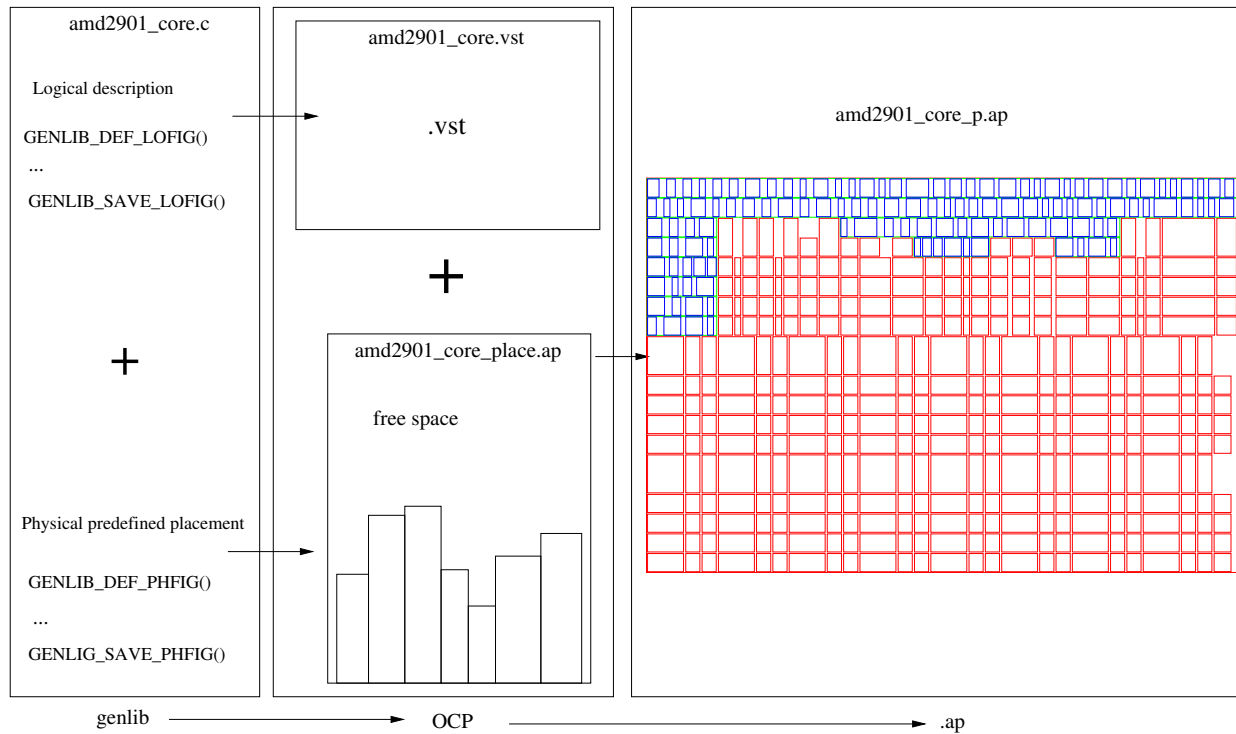 amd2901_core.c
Logical description
GENLIB_DEF_LOFIG()
...
GENLIB_SAVE_LOFIG()
+
Physical predefined placement
GENLIB_DEF_PHFIG()
...
GENLIG_SAVE_PHFIG()
amd2901_core.vst
.vst
+
amd2901_core_place.ap
free space
amd2901_core_p.ap
genlib
OCP
.ap